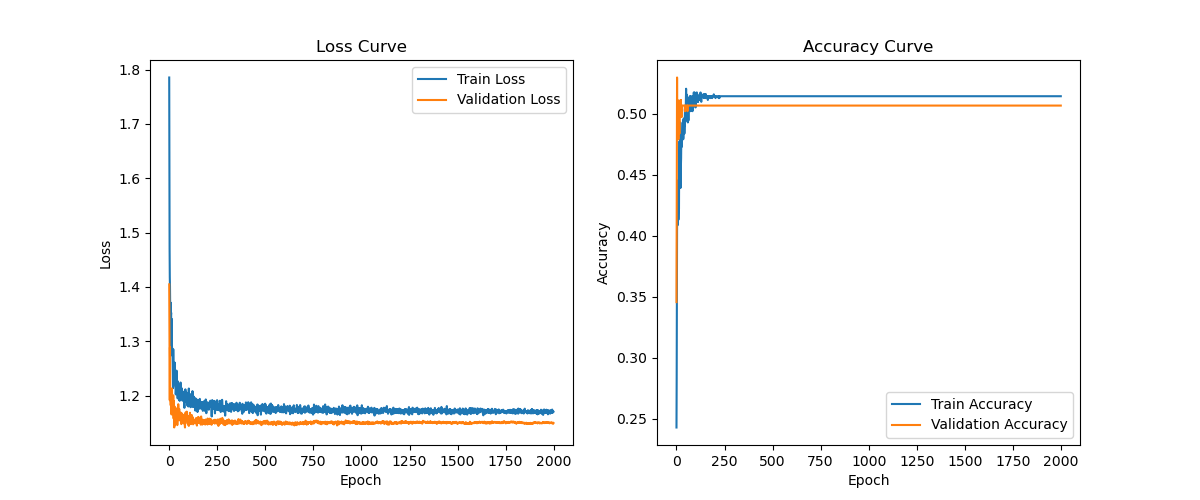 Loss Curve
Accuracy Curve
1.8
1.7
1.6
1.5
1.4
1.3
1.2
Loss
Train Loss
Validation Loss
0 250 500 750 1000 1250 1500 1750 2000
Epoch
0.50
0.45
0.40
0.35
0.30
0.25
Accuracy
Train Accuracy
Validation Accuracy
0 250 500 750 1000 1250 1500 1750 2000
Epoch